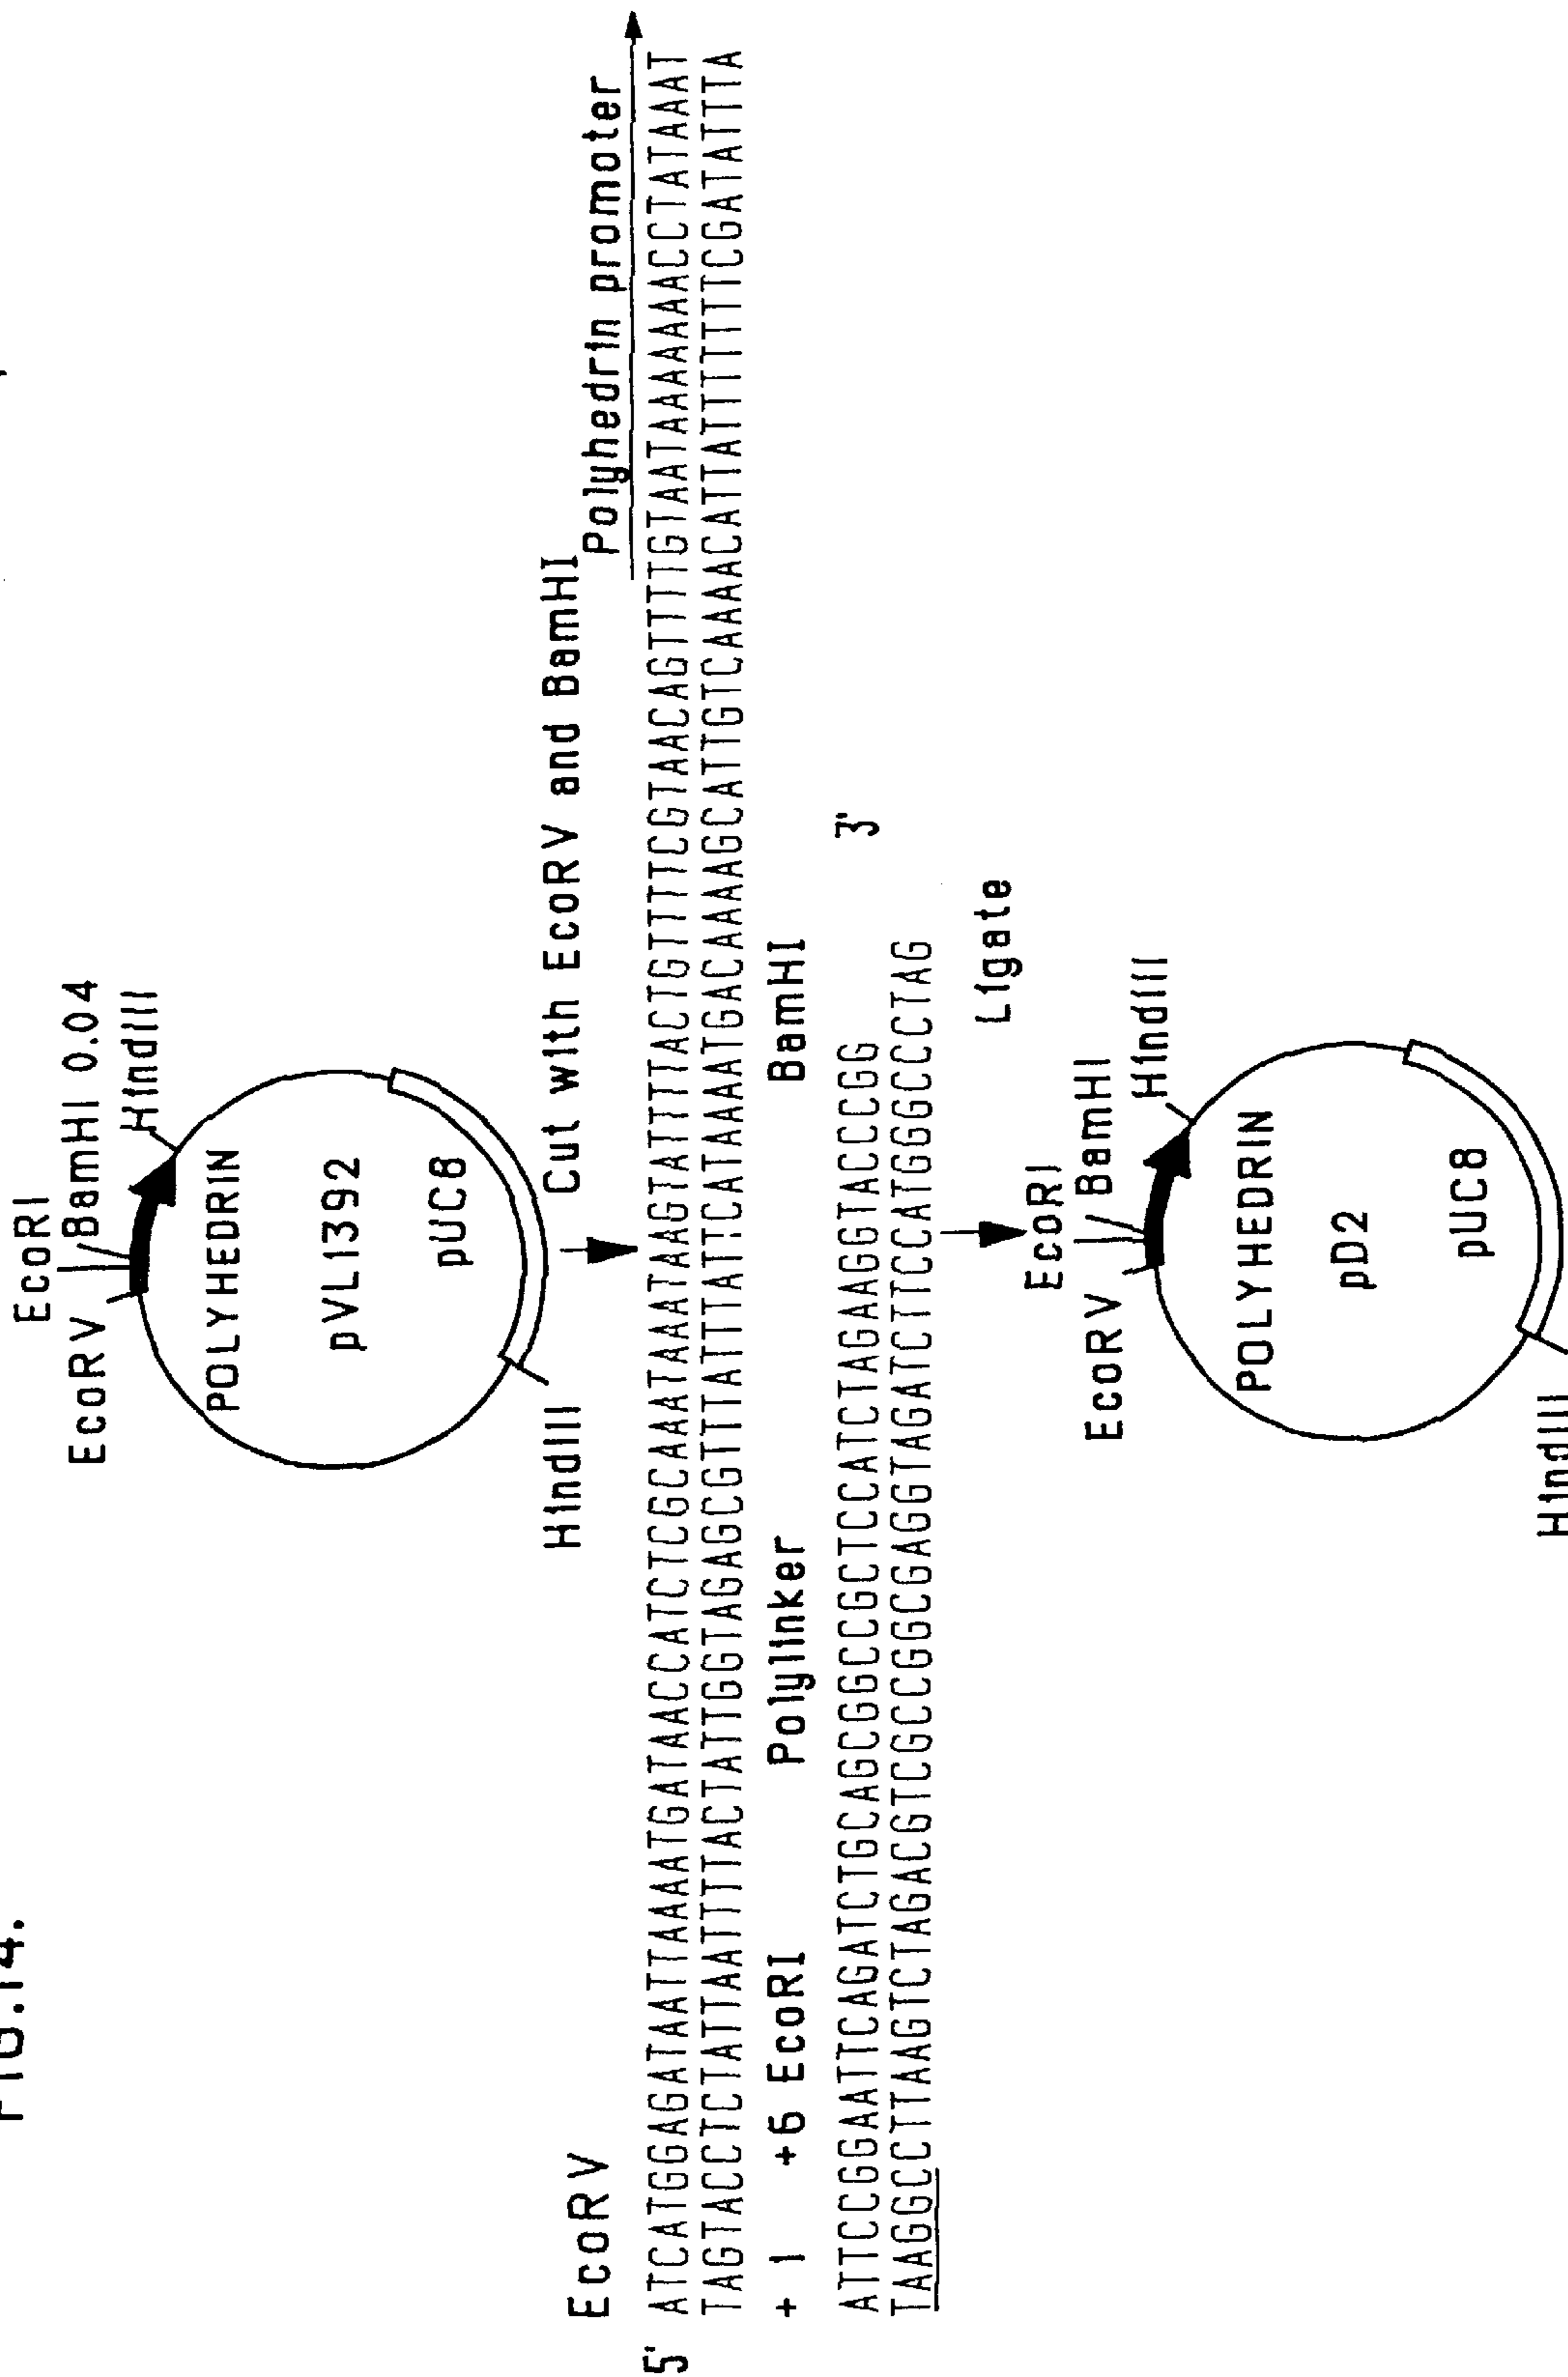 FIG.14.
EcoRI
EcoRV
BamHI 0.04
HindIII
POLYHEDRIN
pVL1392
pUC8
HindIII
Cut with EcoRV and BamHI
EcoRV
Polyhedrin promoter
5' ATCATGGAGATAATTAAAATGATAACCATCTCGCAAATAAATAAGTATTTTACTGTTTTCGTAACAGTTTTGTAATAAAAAAACCTATAAAT
TAGTACCTCTATTAATTTTACTATTGGTAGAGCGTTTATTTATTCATAAAATGACAAAAGCATTGTCAAAACATTATTTTTTTCGATATTTA
+ 1 +6 EcoRI Polylinker BamHI
ATTCCGGAATTCAGATCTGCAGCGGCCGCTCCATCTAGAAGGTACCCGG 3'
TAAGGCCTTAAGTCTAGACGTCGCCGGCGAGGTAGATCTTCCATGGGCCCTAG
Ligate
EcoRI
EcoRV
BamHI
HindIII
POLYHEDRIN
pD2
pUC8
HindIII